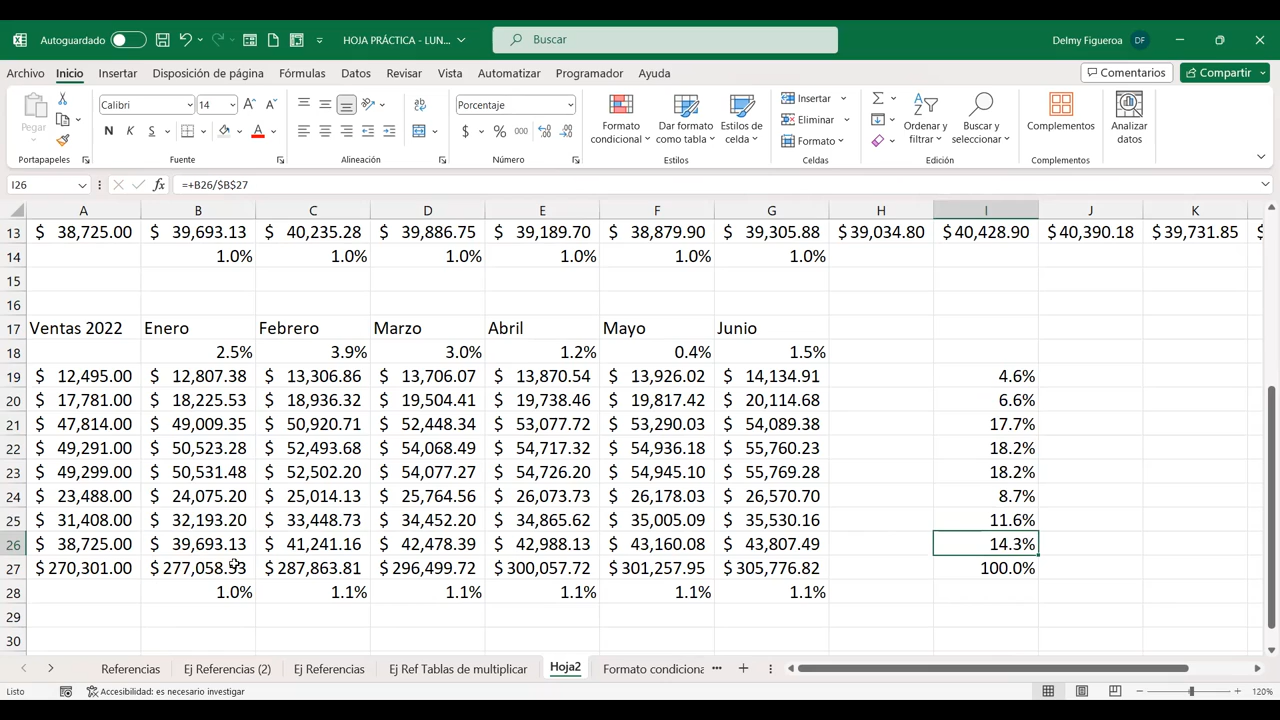 Autoguardado HOJA PRÁCTICA - LUN... Buscar Delmy Figueroa DF
Archivo Inicio Insertar Disposición de página Fórmulas Datos Revisar Vista Automatizar Programador Ayuda Comentarios Compartir
Pegar
Calibri 14
N K S
Porcentaje
$ % 000
Formato condicional
Dar formato como tabla
Estilos de celda
Insertar
Eliminar
Formato
Ordenar y filtrar
Buscar y seleccionar
Complementos
Analizar datos
Portapapeles Fuente Alineación Número Estilos Celdas Edición Complementos
I26 fx =+B26/$B$27
A B C D E F G H I J K
13 $ 38,725.00 $ 39,693.13 $ 40,235.28 $ 39,886.75 $ 39,189.70 $ 38,879.90 $ 39,305.88 $ 39,034.80 $ 40,428.90 $ 40,390.18 $ 39,731.85 $
14 1.0% 1.0% 1.0% 1.0% 1.0% 1.0%
15
16
17 Ventas 2022 Enero Febrero Marzo Abril Mayo Junio
18 2.5% 3.9% 3.0% 1.2% 0.4% 1.5%
19 $ 12,495.00 $ 12,807.38 $ 13,306.86 $ 13,706.07 $ 13,870.54 $ 13,926.02 $ 14,134.91 4.6%
20 $ 17,781.00 $ 18,225.53 $ 18,936.32 $ 19,504.41 $ 19,738.46 $ 19,817.42 $ 20,114.68 6.6%
21 $ 47,814.00 $ 49,009.35 $ 50,920.71 $ 52,448.34 $ 53,077.72 $ 53,290.03 $ 54,089.38 17.7%
22 $ 49,291.00 $ 50,523.28 $ 52,493.68 $ 54,068.49 $ 54,717.32 $ 54,936.18 $ 55,760.23 18.2%
23 $ 49,299.00 $ 50,531.48 $ 52,502.20 $ 54,077.27 $ 54,726.20 $ 54,945.10 $ 55,769.28 18.2%
24 $ 23,488.00 $ 24,075.20 $ 25,014.13 $ 25,764.56 $ 26,073.73 $ 26,178.03 $ 26,570.70 8.7%
25 $ 31,408.00 $ 32,193.20 $ 33,448.73 $ 34,452.20 $ 34,865.62 $ 35,005.09 $ 35,530.16 11.6%
26 $ 38,725.00 $ 39,693.13 $ 41,241.16 $ 42,478.39 $ 42,988.13 $ 43,160.08 $ 43,807.49 14.3%
27 $ 270,301.00 $ 277,058.53 $ 287,863.81 $ 296,499.72 $ 300,057.72 $ 301,257.95 $ 305,776.82 100.0%
28 1.0% 1.1% 1.1% 1.1% 1.1% 1.1%
29
30
Referencias Ej Referencias (2) Ej Referencias Ej Ref Tablas de multiplicar Hoja2 Formato condiciona ...
Listo Accesibilidad: es necesario investigar 120%